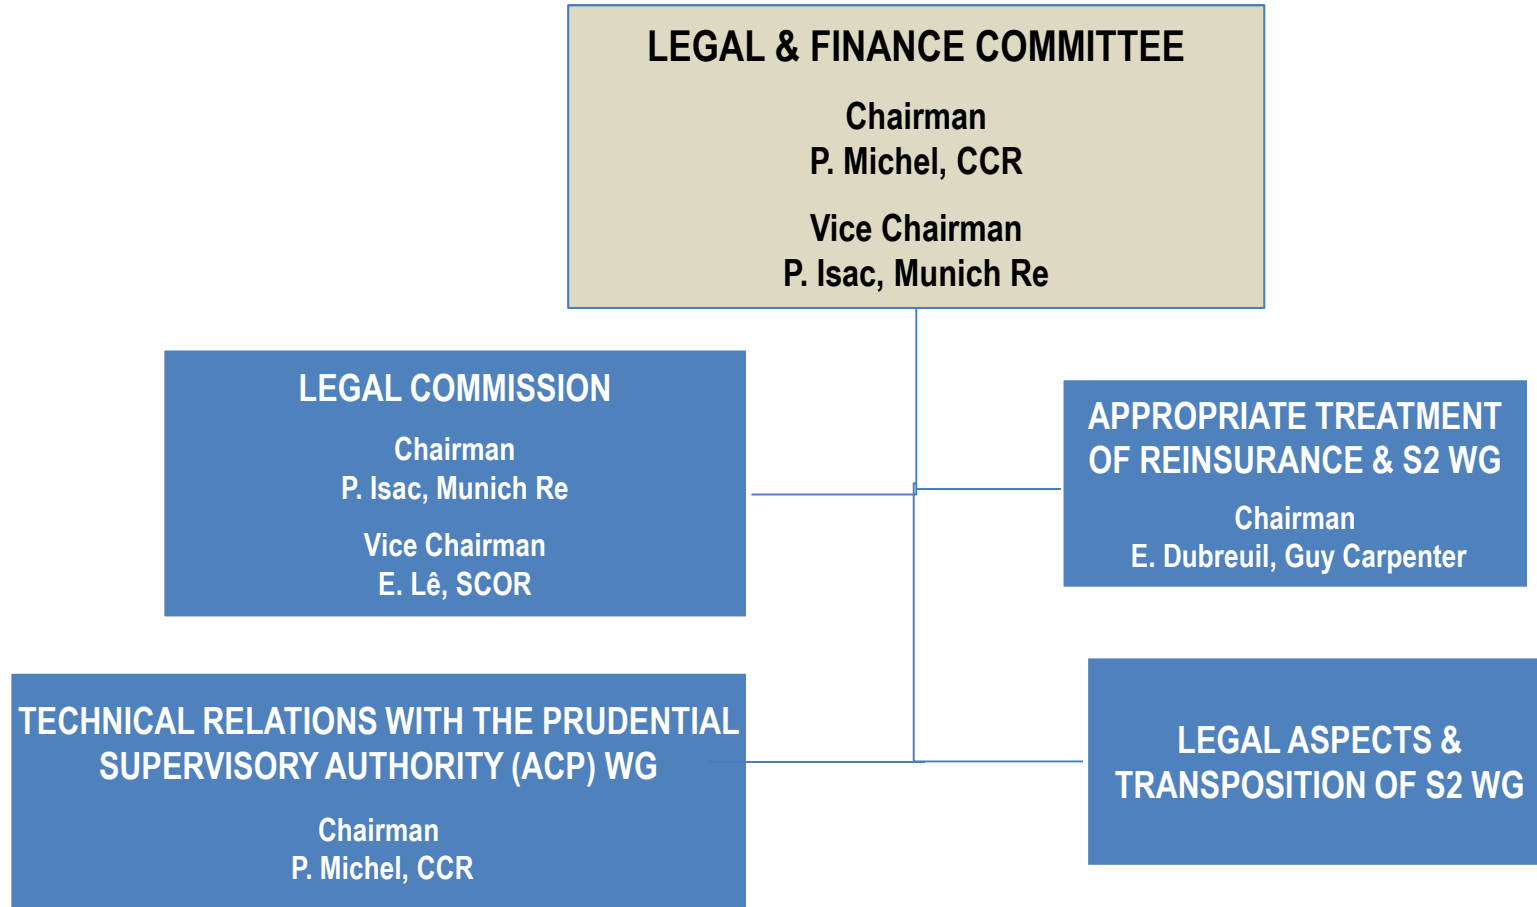 LEGAL & FINANCE COMMITTEE
Chairman
P. Michel, CCR
Vice Chairman
P. Isac, Munich Re
LEGAL COMMISSION
Chairman
P. Isac, Munich Re
Vice Chairman
E. Lê, SCOR
APPROPRIATE TREATMENT
OF REINSURANCE & S2 WG
Chairman
E. Dubreuil, Guy Carpenter
TECHNICAL RELATIONS WITH THE PRUDENTIAL
SUPERVISORY AUTHORITY (ACP) WG
Chairman
P. Michel, CCR
LEGAL ASPECTS &
TRANSPOSITION OF S2 WG